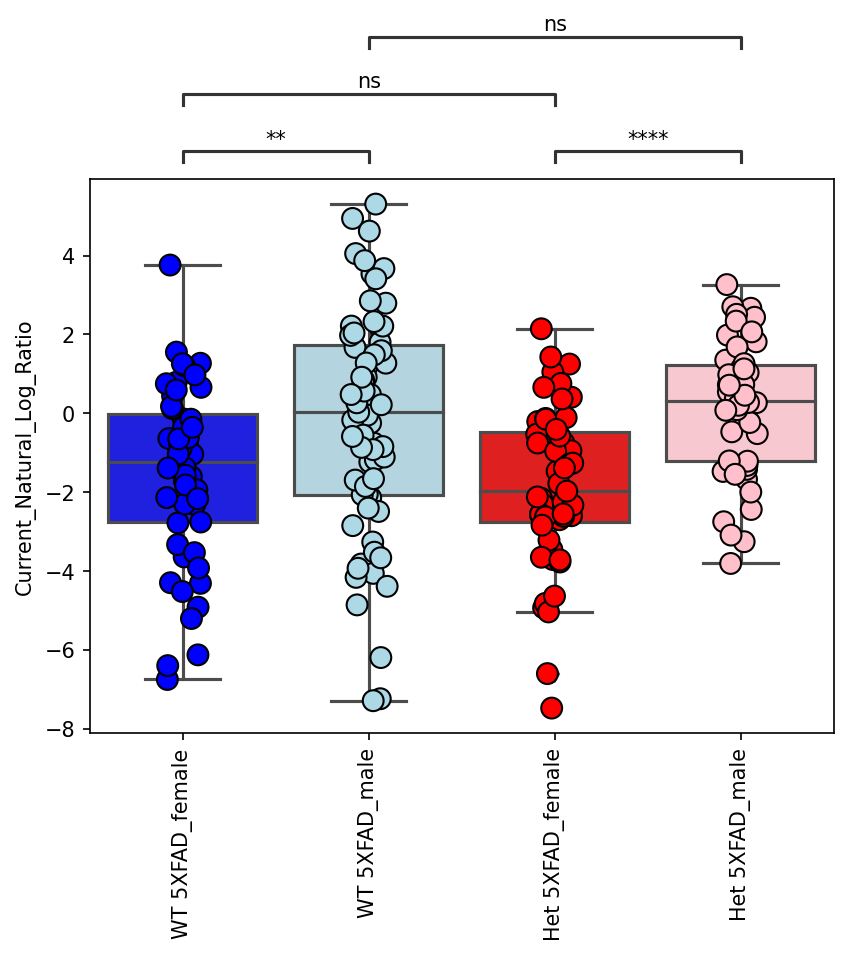 ns
ns
**
****
Current_Natural_Log_Ratio
4
2
0
−2
−4
−6
−8
WT 5XFAD_female
WT 5XFAD_male
Het 5XFAD_female
Het 5XFAD_male